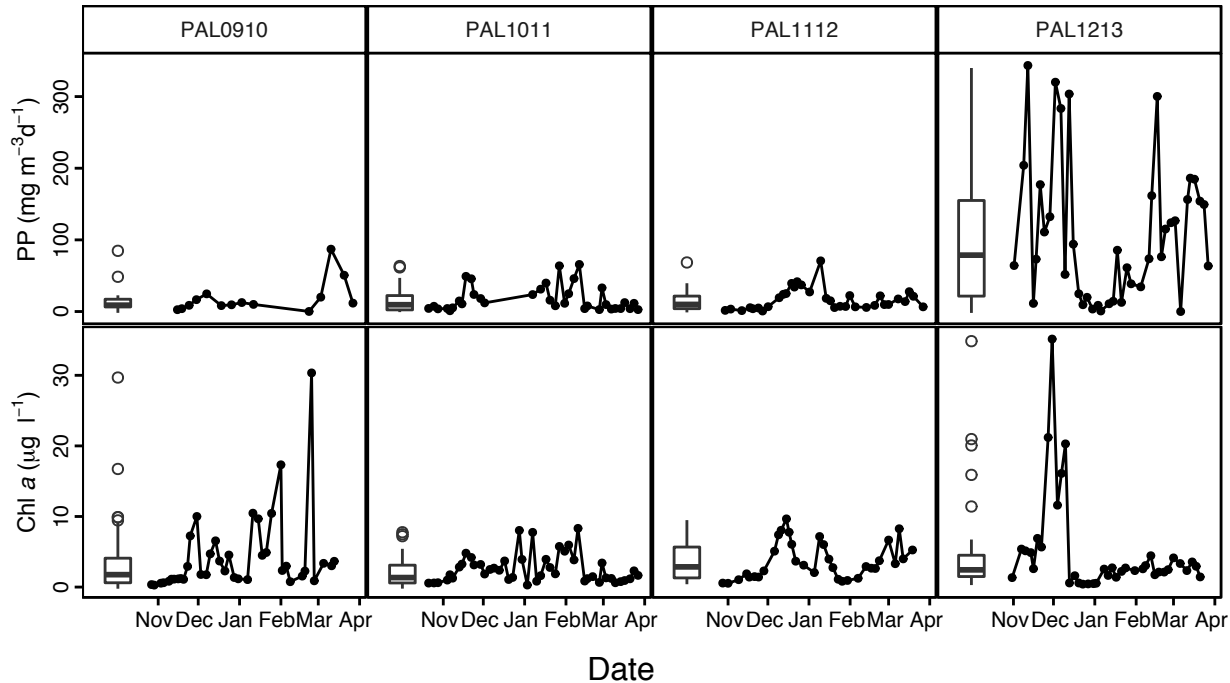 PAL0910 PAL1011 PAL1112 PAL1213
PP (mg m−3d−1)
300
200
100
0
Chl a (μg l−1)
30
20
10
0
Nov Dec Jan Feb Mar Apr Nov Dec Jan Feb Mar Apr Nov Dec Jan Feb Mar Apr Nov Dec Jan Feb Mar Apr
Date